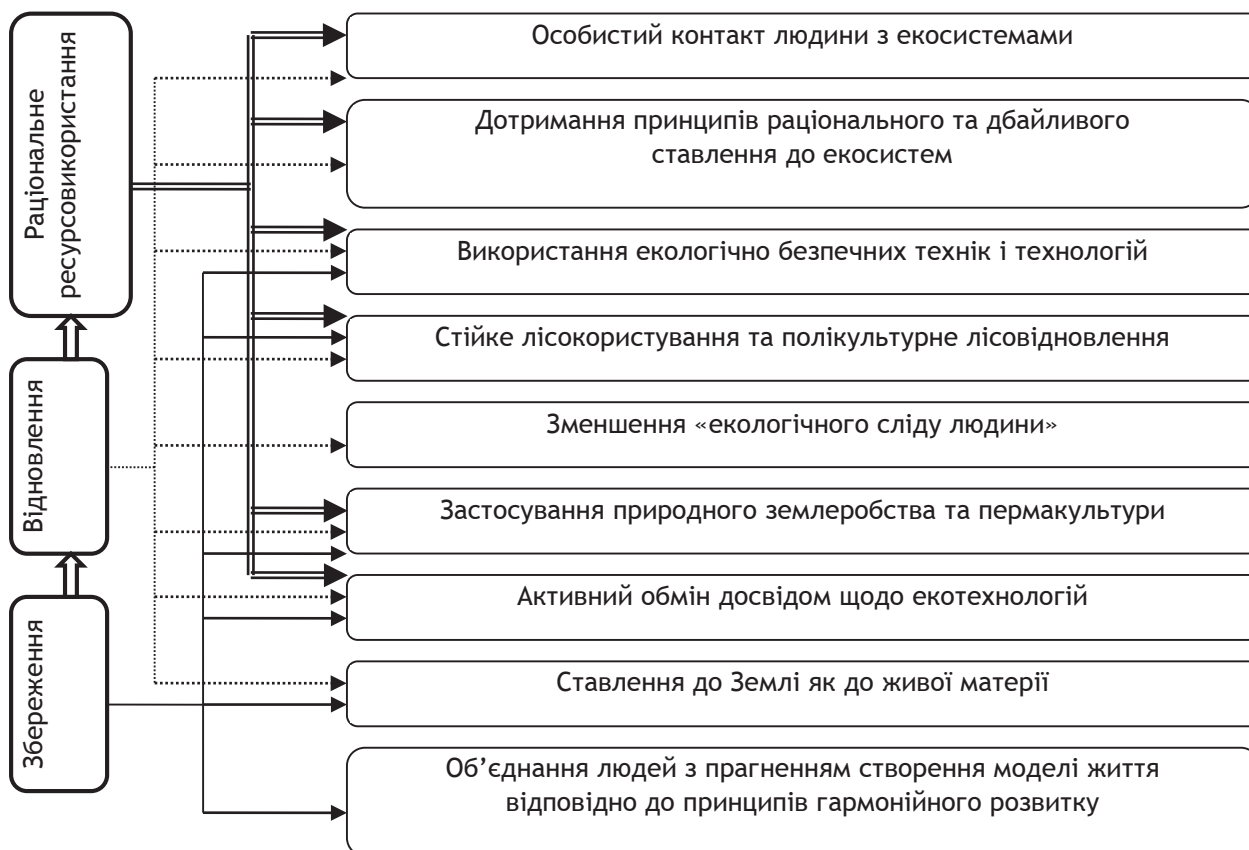 Раціональне
ресурсовикористання
Відновлення
Збереження
Особистий контакт людини з екосистемами
Дотримання принципів раціонального та дбайливого
ставлення до екосистем
Використання екологічно безпечних технік і технологій
Стійке лісокористування та полікультурне лісовідновлення
Зменшення «екологічного сліду людини»
Застосування природного землеробства та пермакультури
Активний обмін досвідом щодо екотехнологій
Ставлення до Землі як до живої матерії
Об’єднання людей з прагненням створення моделі життя
відповідно до принципів гармонійного розвитку